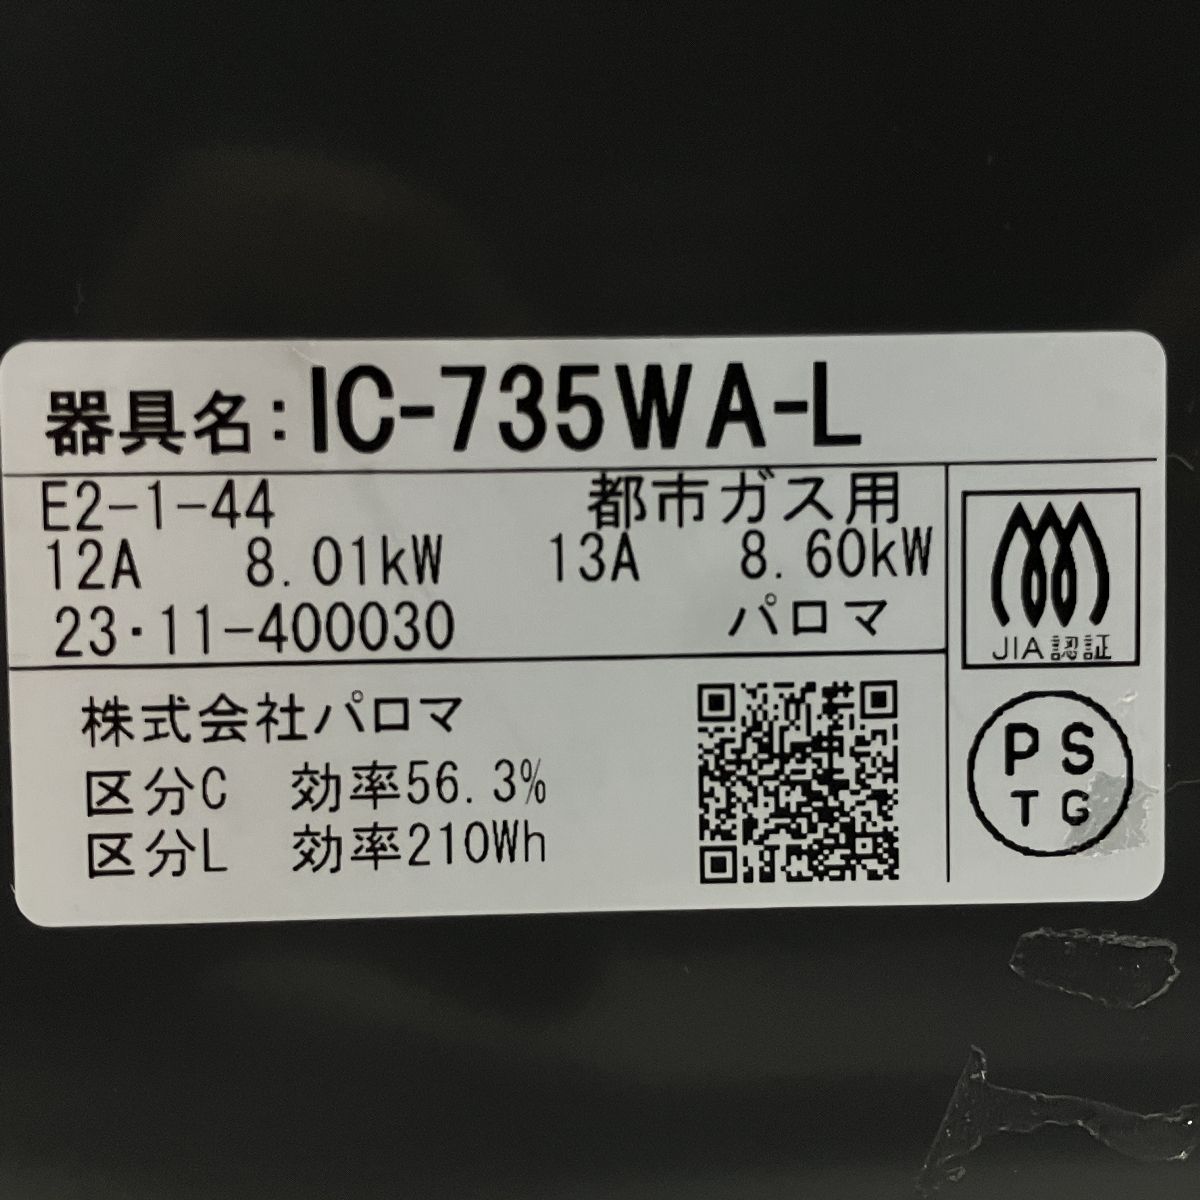 器具名:IC-735WA-L
E2-1-44 都市ガス用
12A 8.01kW 13A 8.60kW
23・11-400030 パロマ
JIA認証
株式会社パロマ
区分C 効率56.3%
区分L 効率210Wh
PS
TG